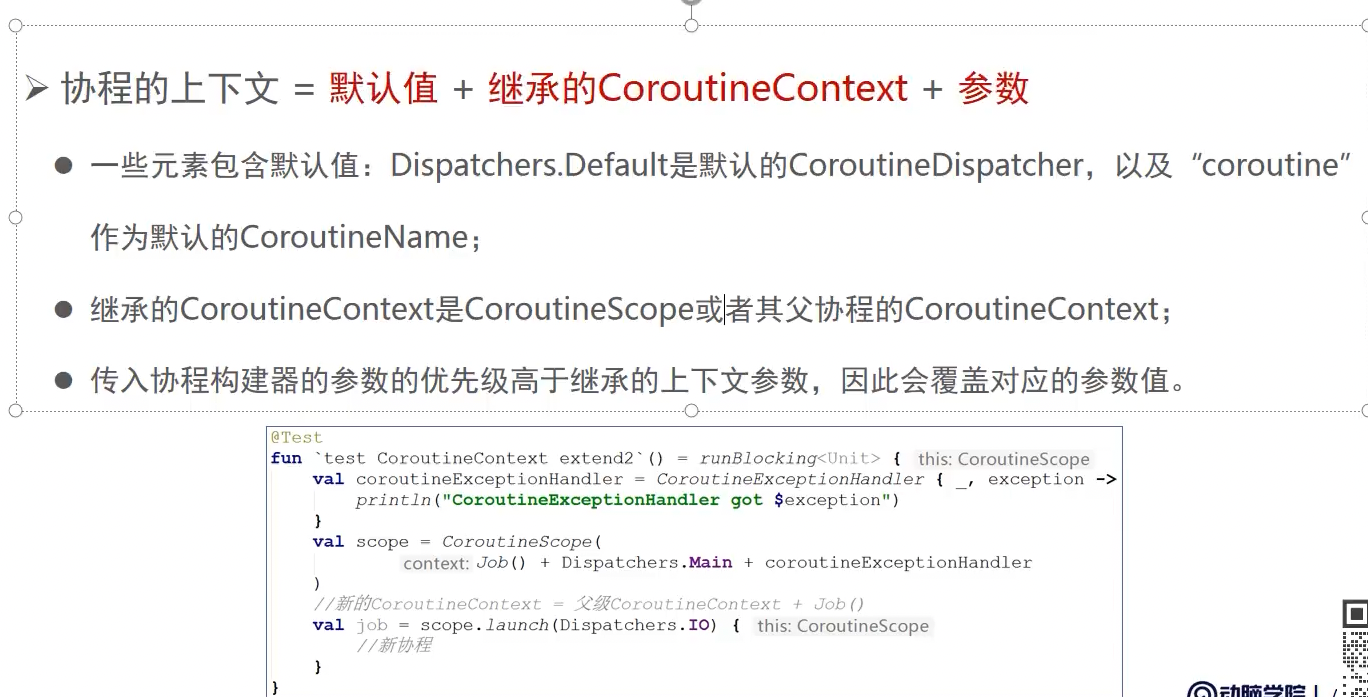 协程的上下文 = 默认值 + 继承的CoroutineContext + 参数
一些元素包含默认值：Dispatchers.Default是默认的CoroutineDispatcher，以及“coroutine”
作为默认的CoroutineName；
继承的CoroutineContext是CoroutineScope或者其父协程的CoroutineContext；
传入协程构建器的参数的优先级高于继承的上下文参数，因此会覆盖对应的参数值。
@Test
fun `test CoroutineContext extend2`() = runBlocking<Unit> { this: CoroutineScope
val coroutineExceptionHandler = CoroutineExceptionHandler { _, exception ->
println("CoroutineExceptionHandler got $exception")
}
val scope = CoroutineScope(
context: Job() + Dispatchers.Main + coroutineExceptionHandler
)
//新的CoroutineContext = 父级CoroutineContext + Job()
val job = scope.launch(Dispatchers.IO) { this: CoroutineScope
//新协程
}
}
动脑学院